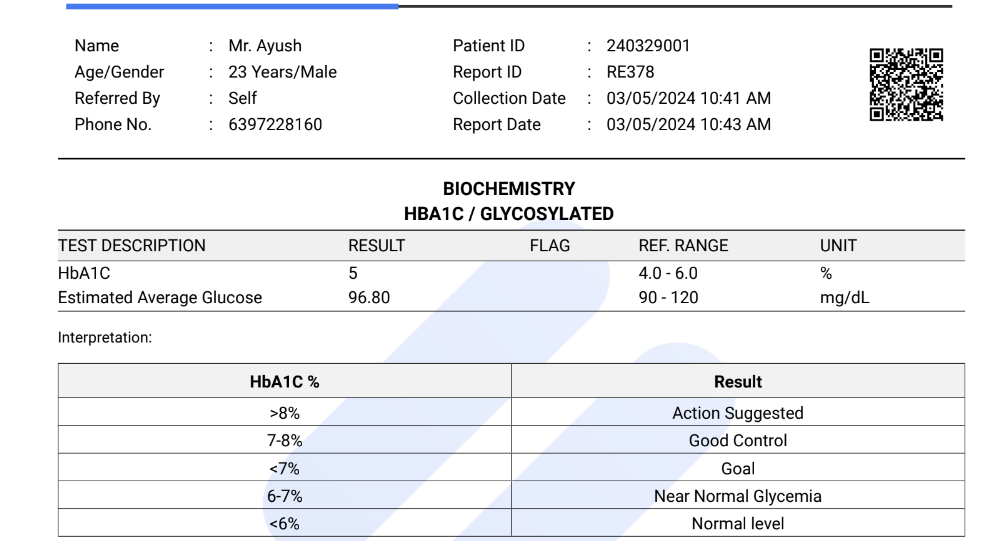 Name : Mr. Ayush Patient ID : 240329001
Age/Gender : 23 Years/Male Report ID : RE378
Referred By : Self Collection Date : 03/05/2024 10:41 AM
Phone No. : 6397228160 Report Date : 03/05/2024 10:43 AM
BIOCHEMISTRY
HBA1C / GLYCOSYLATED
TEST DESCRIPTION RESULT FLAG REF. RANGE UNIT
HbA1C 5 4.0 - 6.0 %
Estimated Average Glucose 96.80 90 - 120 mg/dL
Interpretation:
HbA1C % Result
>8% Action Suggested
7-8% Good Control
<7% Goal
6-7% Near Normal Glycemia
<6% Normal level